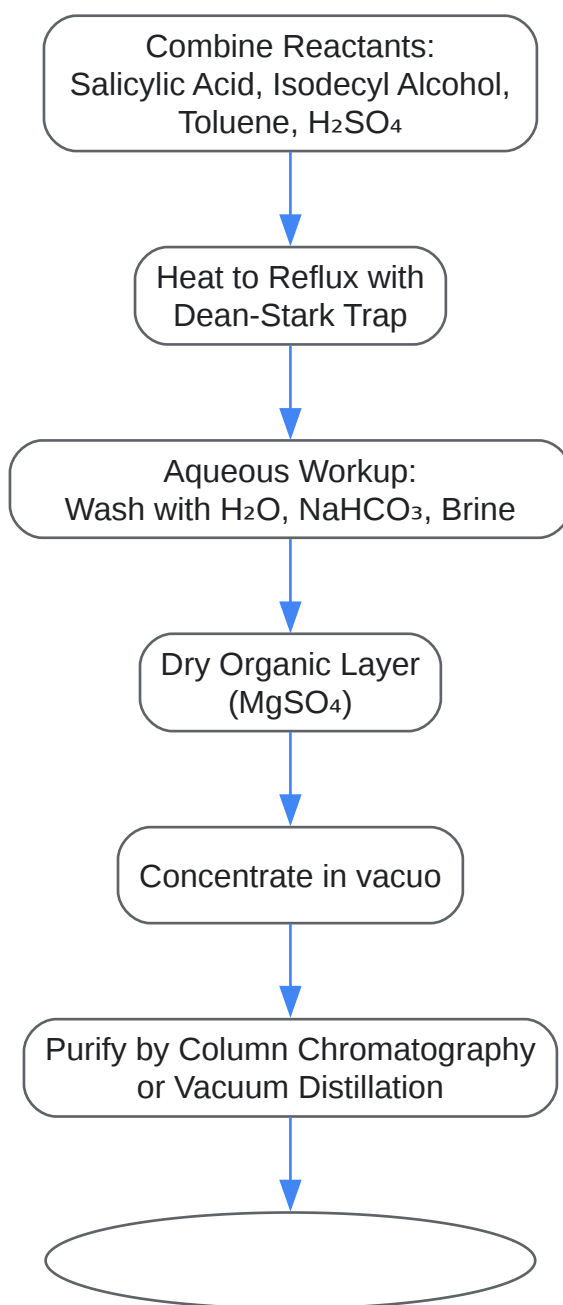 Combine Reactants:
Salicylic Acid, Isodecyl Alcohol,
Toluene, H₂SO₄
Heat to Reflux with
Dean-Stark Trap
Aqueous Workup:
Wash with H₂O, NaHCO₃, Brine
Dry Organic Layer
(MgSO₄)
Concentrate in vacuo
Purify by Column Chromatography
or Vacuum Distillation